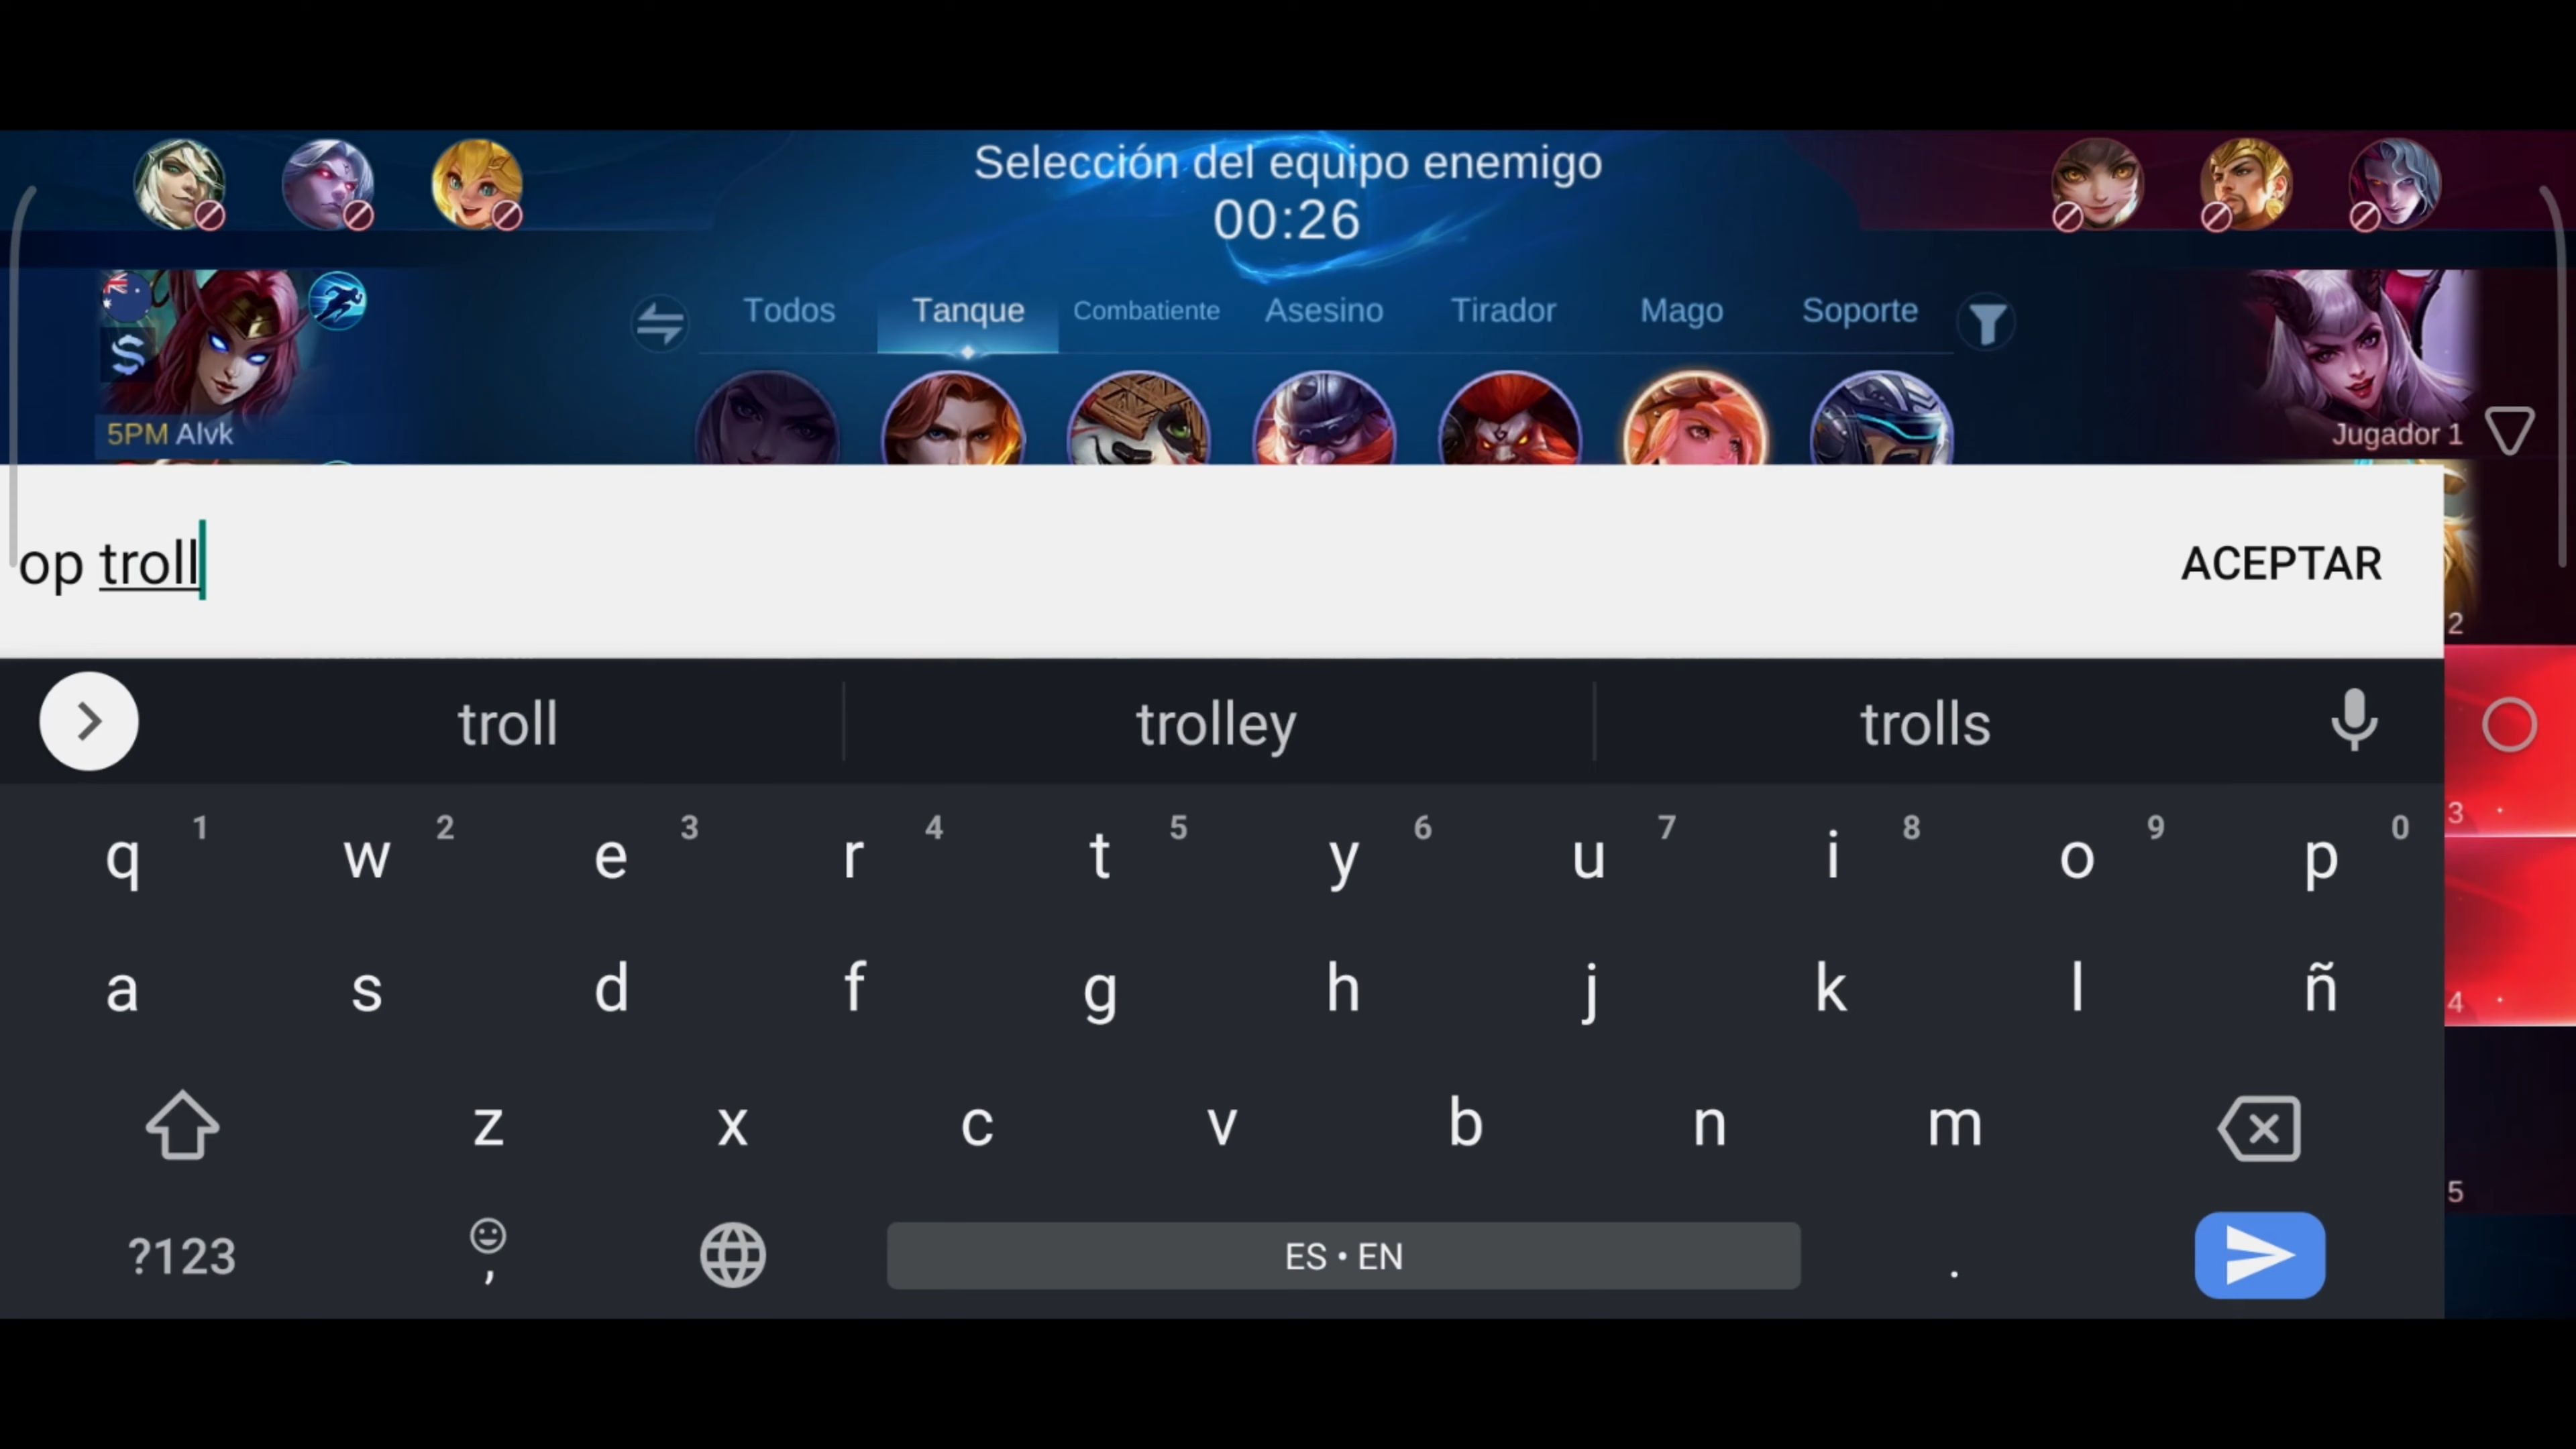 Selección del equipo enemigo
00:26
Todos Tanque Combatiente Asesino Tirador Mago Soporte
5PM Alvk
Jugador 1
op troll
ACEPTAR
2
troll trolley trolls
1 2 3 4 5 6 7 8 9 0
q w e r t y u i o p
3
a s d f g h j k l ñ
4
z x c v b n m
5
?123 , ES • EN .